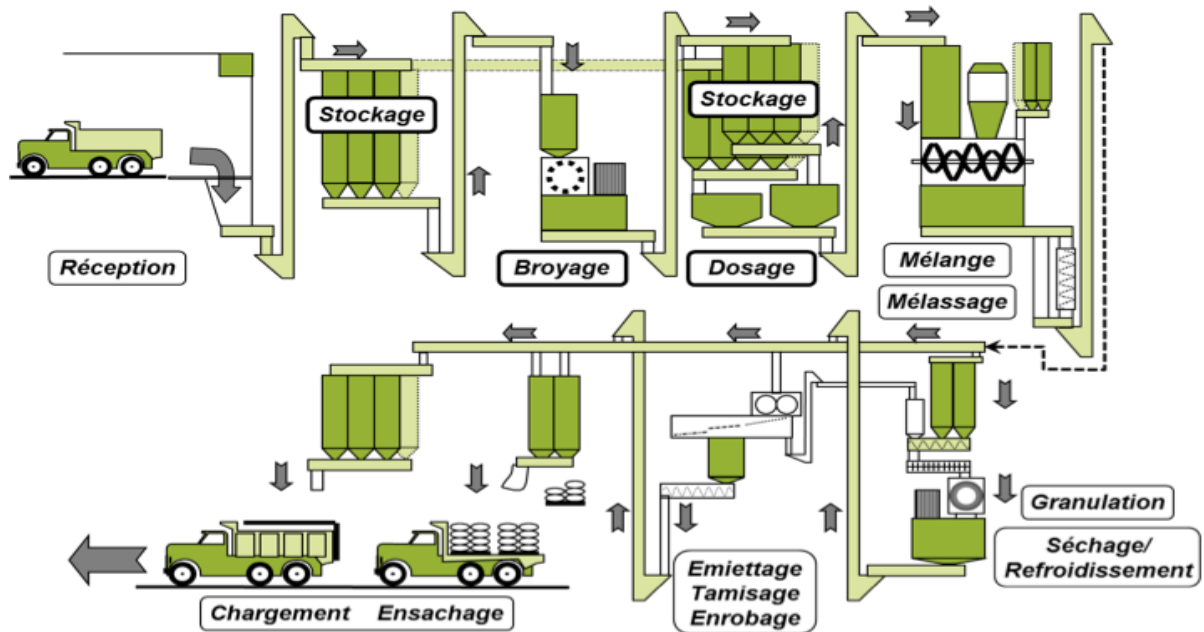 Stockage
Stockage
Réception
Broyage
Dosage
Mélange
Mélassage
Granulation
Séchage/
Refroidissement
Emiettage
Tamisage
Enrobage
Chargement Ensachage